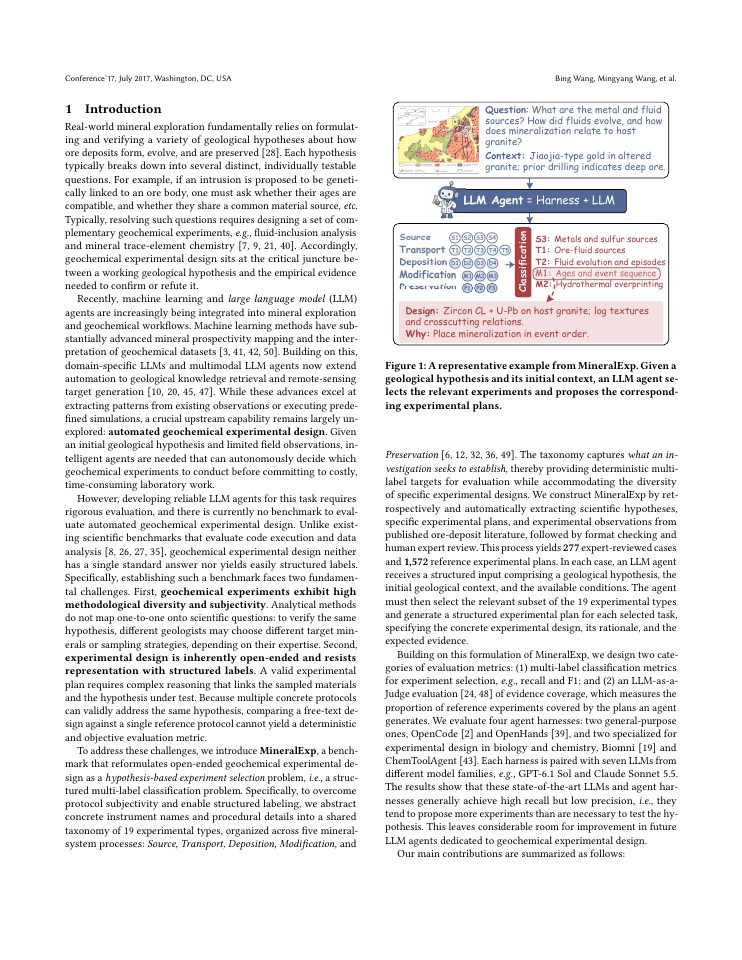 Conference'17, July 2017, Washington, DC, USA
Bing Wang, Mingyang Wang, et al.
1 Introduction
Real-world mineral exploration fundamentally relies on formulat-
ing and verifying a variety of geological hypotheses about how
ore deposits form, evolve, and are preserved [28]. Each hypothesis
typically breaks down into several distinct, individually testable
questions. For example, if an intrusion is proposed to be geneti-
cally linked to an ore body, one must ask whether their ages are
compatible, and whether they share a common material source, etc.
Typically, resolving such questions requires designing a set of com-
plementary geochemical experiments, e.g., fluid-inclusion analysis
and mineral trace-element chemistry [7, 9, 21, 40]. Accordingly,
geochemical experimental design sits at the critical juncture be-
tween a working geological hypothesis and the empirical evidence
needed to confirm or refute it.
Recently, machine learning and large language model (LLM)
agents are increasingly being integrated into mineral exploration
and geochemical workflows. Machine learning methods have sub-
stantially advanced mineral prospectivity mapping and the inter-
pretation of geochemical datasets [3, 41, 42, 50]. Building on this,
domain-specific LLMs and multimodal LLM agents now extend
automation to geological knowledge retrieval and remote-sensing
target generation [10, 20, 45, 47]. While these advances excel at
extracting patterns from existing observations or executing prede-
fined simulations, a crucial upstream capability remains largely un-
explored: automated geochemical experimental design. Given
an initial geological hypothesis and limited field observations, in-
telligent agents are needed that can autonomously decide which
geochemical experiments to conduct before committing to costly,
time-consuming laboratory work.
However, developing reliable LLM agents for this task requires
rigorous evaluation, and there is currently no benchmark to eval-
uate automated geochemical experimental design. Unlike exist-
ing scientific benchmarks that evaluate code execution and data
analysis [8, 26, 27, 35], geochemical experimental design neither
has a single standard answer nor yields easily structured labels.
Specifically, establishing such a benchmark faces two fundamen-
tal challenges. First, geochemical experiments exhibit high
methodological diversity and subjectivity. Analytical methods
do not map one-to-one onto scientific questions: to verify the same
hypothesis, different geologists may choose different target min-
erals or sampling strategies, depending on their expertise. Second,
experimental design is inherently open-ended and resists
representation with structured labels. A valid experimental
plan requires complex reasoning that links the sampled materials
and the hypothesis under test. Because multiple concrete protocols
can validly address the same hypothesis, comparing a free-text de-
sign against a single reference protocol cannot yield a deterministic
and objective evaluation metric.
To address these challenges, we introduce MineralExp, a bench-
mark that reformulates open-ended geochemical experimental de-
sign as a hypothesis-based experiment selection problem, i.e., a struc-
tured multi-label classification problem. Specifically, to overcome
protocol subjectivity and enable structured labeling, we abstract
concrete instrument names and procedural details into a shared
taxonomy of 19 experimental types, organized across five mineral-
system processes: Source, Transport, Deposition, Modification, and
Question: What are the metal and fluid
sources? How did fluids evolve, and how
does mineralization relate to host
granite?
Context: Jiaojia-type gold in altered
granite; prior drilling indicates deep ore.
LLM Agent = Harness + LLM
Source S1 S2 S3 S4
Transport T1 T2 T3 T4 T5
Deposition D1 D2 D3 D4
Modification M1 M2 M3
Preservation P1 P2 P3
Classification
S3: Metals and sulfur sources
T1: Ore-fluid sources
T2: Fluid evolution and episodes
M1: Ages and event sequence
M2: Hydrothermal overprinting
Design: Zircon CL + U-Pb on host granite; log textures
and crosscutting relations.
Why: Place mineralization in event order.
Figure 1: A representative example from MineralExp. Given a
geological hypothesis and its initial context, an LLM agent se-
lects the relevant experiments and proposes the correspond-
ing experimental plans.
Preservation [6, 12, 32, 36, 49]. The taxonomy captures what an in-
vestigation seeks to establish, thereby providing deterministic multi-
label targets for evaluation while accommodating the diversity
of specific experimental designs. We construct MineralExp by ret-
rospectively and automatically extracting scientific hypotheses,
specific experimental plans, and experimental observations from
published ore-deposit literature, followed by format checking and
human expert review. This process yields 277 expert-reviewed cases
and 1,572 reference experimental plans. In each case, an LLM agent
receives a structured input comprising a geological hypothesis, the
initial geological context, and the available conditions. The agent
must then select the relevant subset of the 19 experimental types
and generate a structured experimental plan for each selected task,
specifying the concrete experimental design, its rationale, and the
expected evidence.
Building on this formulation of MineralExp, we design two cate-
gories of evaluation metrics: (1) multi-label classification metrics
for experiment selection, e.g., recall and F1; and (2) an LLM-as-a-
Judge evaluation [24, 48] of evidence coverage, which measures the
proportion of reference experiments covered by the plans an agent
generates. We evaluate four agent harnesses: two general-purpose
ones, OpenCode [2] and OpenHands [39], and two specialized for
experimental design in biology and chemistry, Biomni [19] and
ChemToolAgent [43]. Each harness is paired with seven LLMs from
different model families, e.g., GPT-6.1 Sol and Claude Sonnet 5.5.
The results show that these state-of-the-art LLMs and agent har-
nesses generally achieve high recall but low precision, i.e., they
tend to propose more experiments than are necessary to test the hy-
pothesis. This leaves considerable room for improvement in future
LLM agents dedicated to geochemical experimental design.
Our main contributions are summarized as follows: